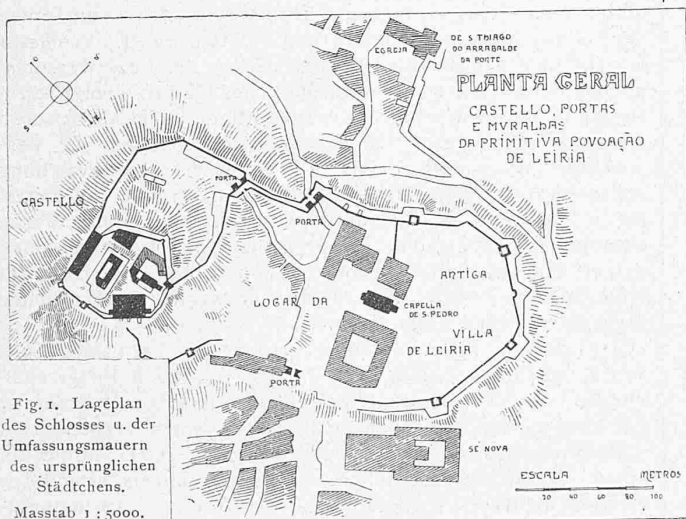 EGREJA
DE S THIAGO
DO ARRABALDE
DA PONTE
PLANTA GERAL
CASTELLO, PORTAS
E MVRALHAS
DA PRIMITIVA POVOAÇÃO
DE LEIRIA
CASTELLO
PORTA
PORTA
LOGAR DA
ANTIGA
CAPELLA
DE S. PEDRO
VILLA
DE LEIRIA
PORTA
SÉ NOVA
ESCALA METROS
20 40 60 80 100
Fig. 1. Lageplan
des Schlosses u. der
Umfassungsmauern
des ursprünglichen
Städtchens.
Masstab 1 : 5000.